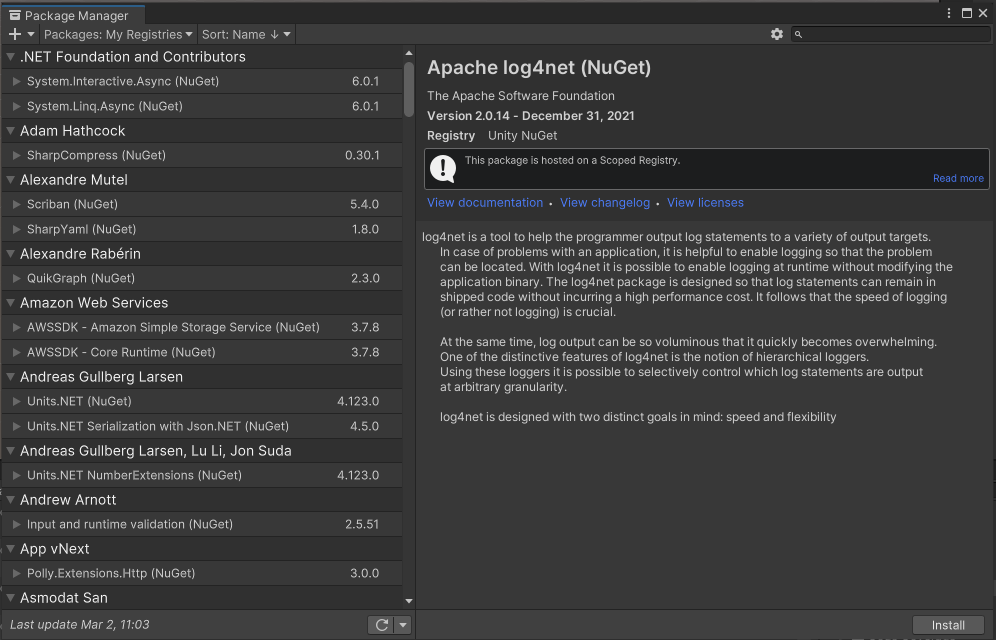 Package Manager
Packages: My Registries
Sort: Name ↓
.NET Foundation and Contributors
System.Interactive.Async (NuGet) 6.0.1
System.Linq.Async (NuGet) 6.0.1
Adam Hathcock
SharpCompress (NuGet) 0.30.1
Alexandre Mutel
Scriban (NuGet) 5.4.0
SharpYaml (NuGet) 1.8.0
Alexandre Rabérin
QuikGraph (NuGet) 2.3.0
Amazon Web Services
AWSSDK - Amazon Simple Storage Service (NuGet) 3.7.8
AWSSDK - Core Runtime (NuGet) 3.7.8
Andreas Gullberg Larsen
Units.NET (NuGet) 4.123.0
Units.NET Serialization with Json.NET (NuGet) 4.5.0
Andreas Gullberg Larsen, Lu Li, Jon Suda
Units.NET NumberExtensions (NuGet) 4.123.0
Andrew Arnott
Input and runtime validation (NuGet) 2.5.51
App vNext
Polly.Extensions.Http (NuGet) 3.0.0
Asmodat San
Last update Mar 2, 11:03
Apache log4net (NuGet)
The Apache Software Foundation
Version 2.0.14 - December 31, 2021
Registry Unity NuGet
This package is hosted on a Scoped Registry.
Read more
View documentation • View changelog • View licenses
log4net is a tool to help the programmer output log statements to a variety of output targets.
In case of problems with an application, it is helpful to enable logging so that the problem
can be located. With log4net it is possible to enable logging at runtime without modifying the
application binary. The log4net package is designed so that log statements can remain in
shipped code without incurring a high performance cost. It follows that the speed of logging
(or rather not logging) is crucial.
At the same time, log output can be so voluminous that it quickly becomes overwhelming.
One of the distinctive features of log4net is the notion of hierarchical loggers.
Using these loggers it is possible to selectively control which log statements are output
at arbitrary granularity.
log4net is designed with two distinct goals in mind: speed and flexibility
Install